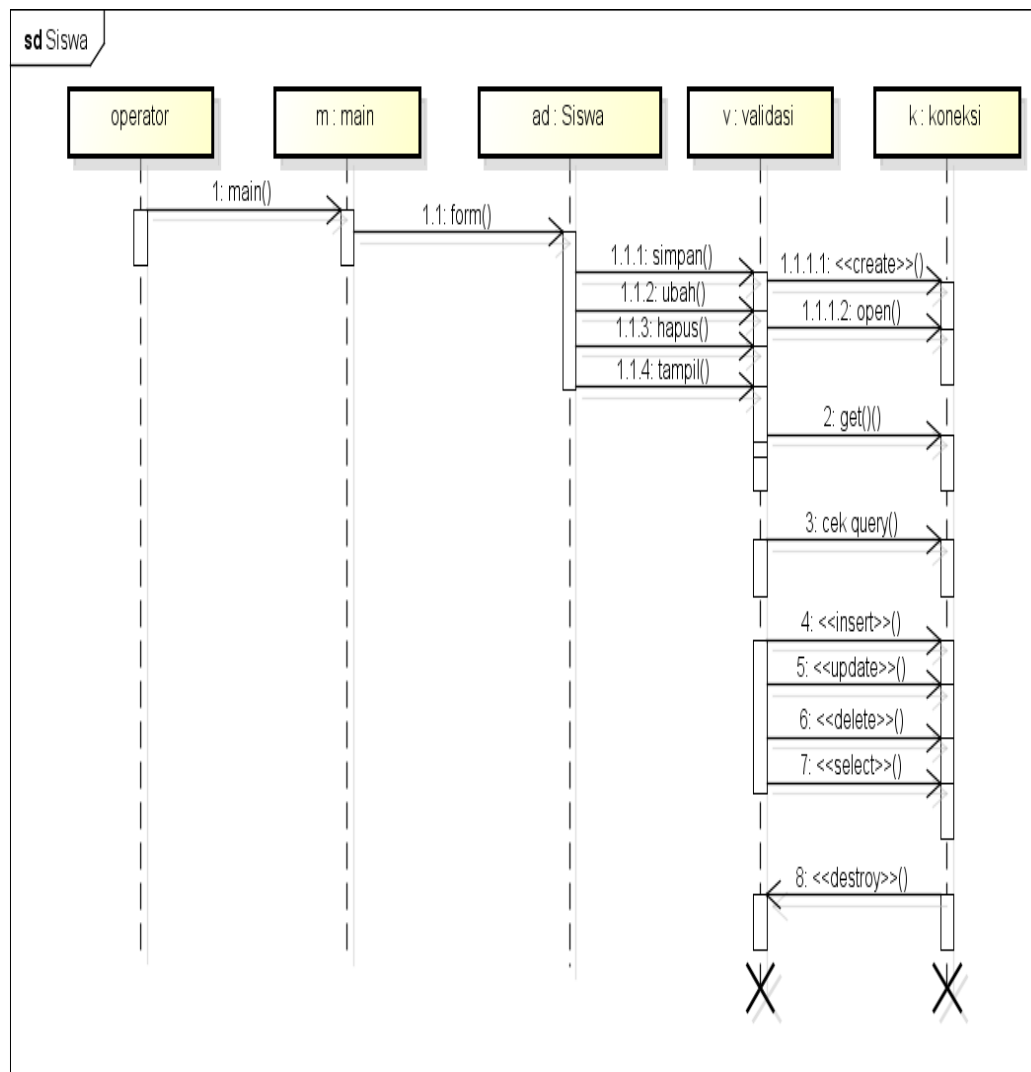 sd Siswa
operator
m : main
ad : Siswa
v : validasi
k : koneksi
1: main()
1.1: form()
1.1.1: simpan()
1.1.1.1: <<create>>()
1.1.2: ubah()
1.1.1.2: open()
1.1.3: hapus()
1.1.4: tampil()
2: get()()
3: cek query()
4: <<insert>>()
5: <<update>>()
6: <<delete>>()
7: <<select>>()
8: <<destroy>>()